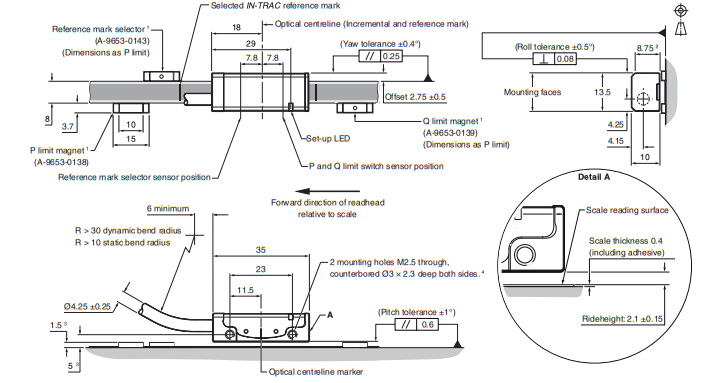 Selected IN-TRAC reference mark
Reference mark selector ¹
(A-9653-0143)
(Dimensions as P limit)
18
Optical centreline (Incremental and reference mark)
29
(Yaw tolerance ±0.4°)
// 0.25
7.8 7.8
Offset 2.75 ±0.5
8
3.7
10
15
P limit magnet ¹
(A-9653-0138)
Set-up LED
Q limit magnet ¹
(A-9653-0139)
(Dimensions as P limit)
P and Q limit switch sensor position
Reference mark selector sensor position
(Roll tolerance ±0.5°)
⊥ 0.08
8.75 ²
Mounting faces
13.5
4.25
4.15
10
Forward direction of readhead
relative to scale
6 minimum
R > 30 dynamic bend radius
R > 10 static bend radius
35
23
11.5
2 mounting holes M2.5 through,
counterbored Ø3 × 2.3 deep both sides. ⁴
Ø4.25 ±0.25
1.5 ³
5 ³
A
(Pitch tolerance ±1°)
// 0.6
Optical centreline marker
Detail A
Scale reading surface
Scale thickness 0.4
(including adhesive)
Rideheight: 2.1 ±0.15